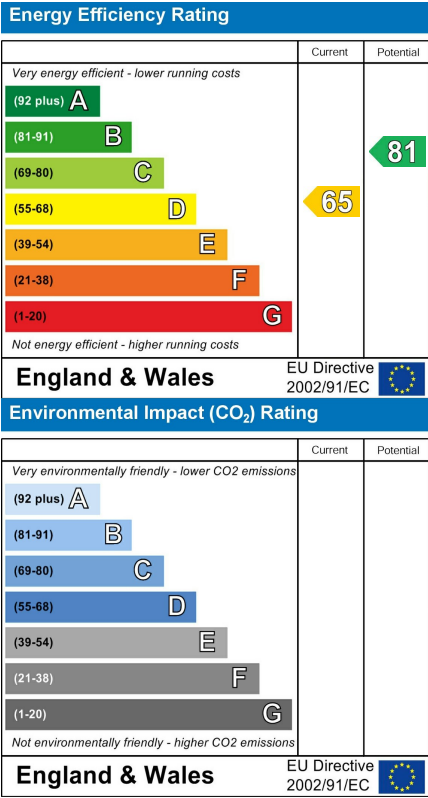 Energy Efficiency Rating
Current Potential
Very energy efficient - lower running costs
(92 plus) A
(81-91) B
81
(69-80) C
(55-68) D
65
(39-54) E
(21-38) F
(1-20) G
Not energy efficient - higher running costs
England & Wales
EU Directive
2002/91/EC
Environmental Impact (CO₂) Rating
Current Potential
Very environmentally friendly - lower CO2 emissions
(92 plus) A
(81-91) B
(69-80) C
(55-68) D
(39-54) E
(21-38) F
(1-20) G
Not environmentally friendly - higher CO2 emissions
England & Wales
EU Directive
2002/91/EC